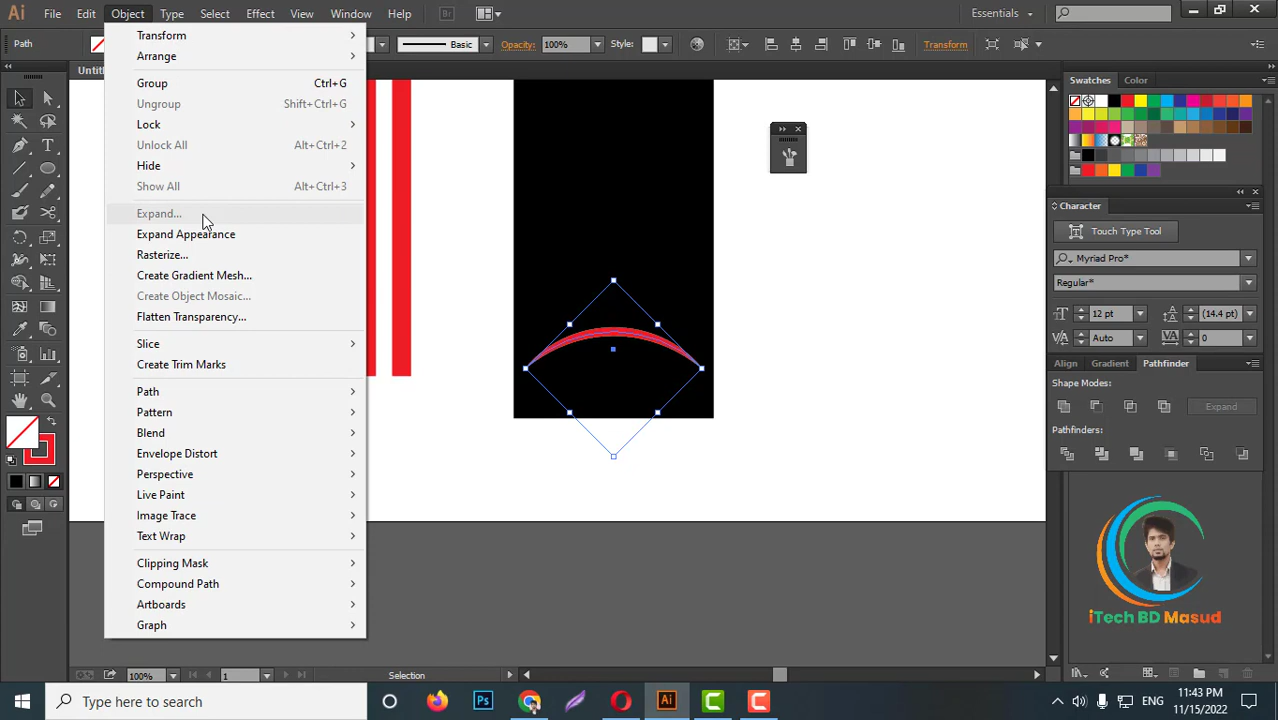 Ai
File Edit Object Type Select Effect View Window Help
Br
Essentials
Path
Basic
Opacity: 100%
Style:
Transform
Untit
Transform
Arrange
Group Ctrl+G
Ungroup Shift+Ctrl+G
Lock
Unlock All Alt+Ctrl+2
Hide
Show All Alt+Ctrl+3
Expand...
Expand Appearance
Rasterize...
Create Gradient Mesh...
Create Object Mosaic...
Flatten Transparency...
Slice
Create Trim Marks
Path
Pattern
Blend
Envelope Distort
Perspective
Live Paint
Image Trace
Text Wrap
Clipping Mask
Compound Path
Artboards
Graph
Swatches Color
Character
Touch Type Tool
Myriad Pro*
Regular*
12 pt (14.4 pt)
Auto 0
Align Gradient Pathfinder
Shape Modes:
Expand
Pathfinders:
iTech BD Masud
100% 1 Selection
Type here to search
Ps
Ai
ENG
11:43 PM
11/15/2022